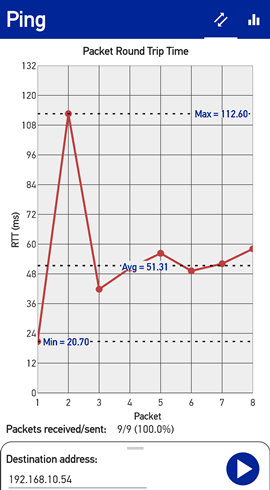 Ping
Packet Round Trip Time
132
120
108
96
84
72
60
48
36
24
12
0
RTT (ms)
Max = 112.60
Avg = 51.31
Min = 20.70
1 2 3 4 5 6 7 8
Packet
Packets received/sent: 9/9 (100.0%)
Destination address:
192.168.10.54